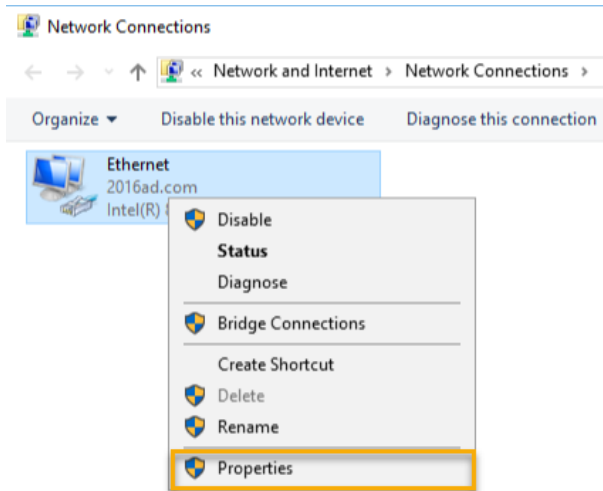 Network Connections
« Network and Internet > Network Connections >
Organize Disable this network device Diagnose this connection
Ethernet
2016ad.com
Intel(R)
Disable
Status
Diagnose
Bridge Connections
Create Shortcut
Delete
Rename
Properties